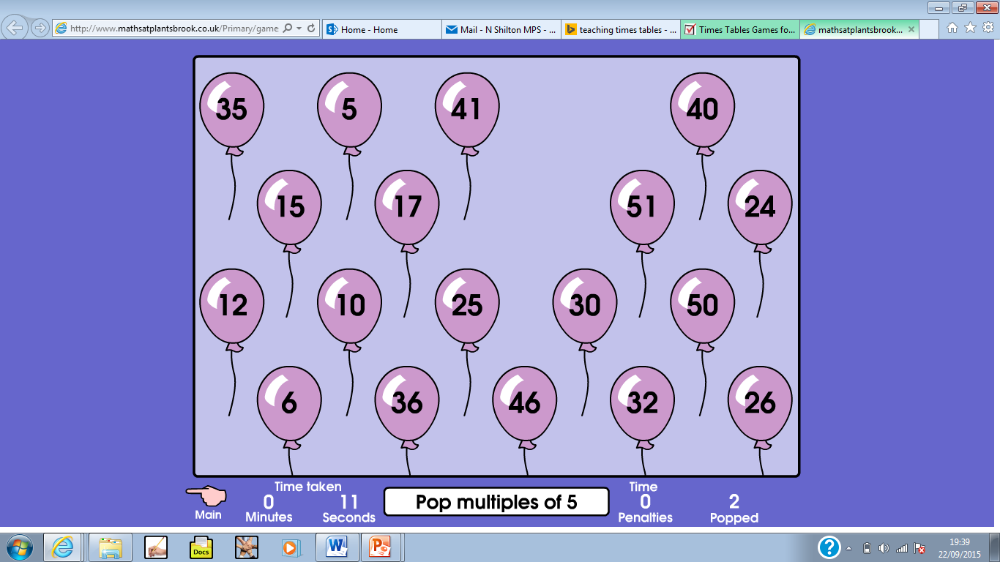 http://www.mathsatplantsbrook.co.uk/Primary/game
Home - Home
Mail - N Shilton MPS - ...
teaching times tables - ...
Times Tables Games fo...
mathsatplantsbrook...
35 5 41 40
15 17 51 24
12 10 25 30 50
6 36 46 32 26
Main
Time taken
0 11
Minutes Seconds
Pop multiples of 5
Time
0 2
Penalties Popped
Docs
19:39
22/09/2015